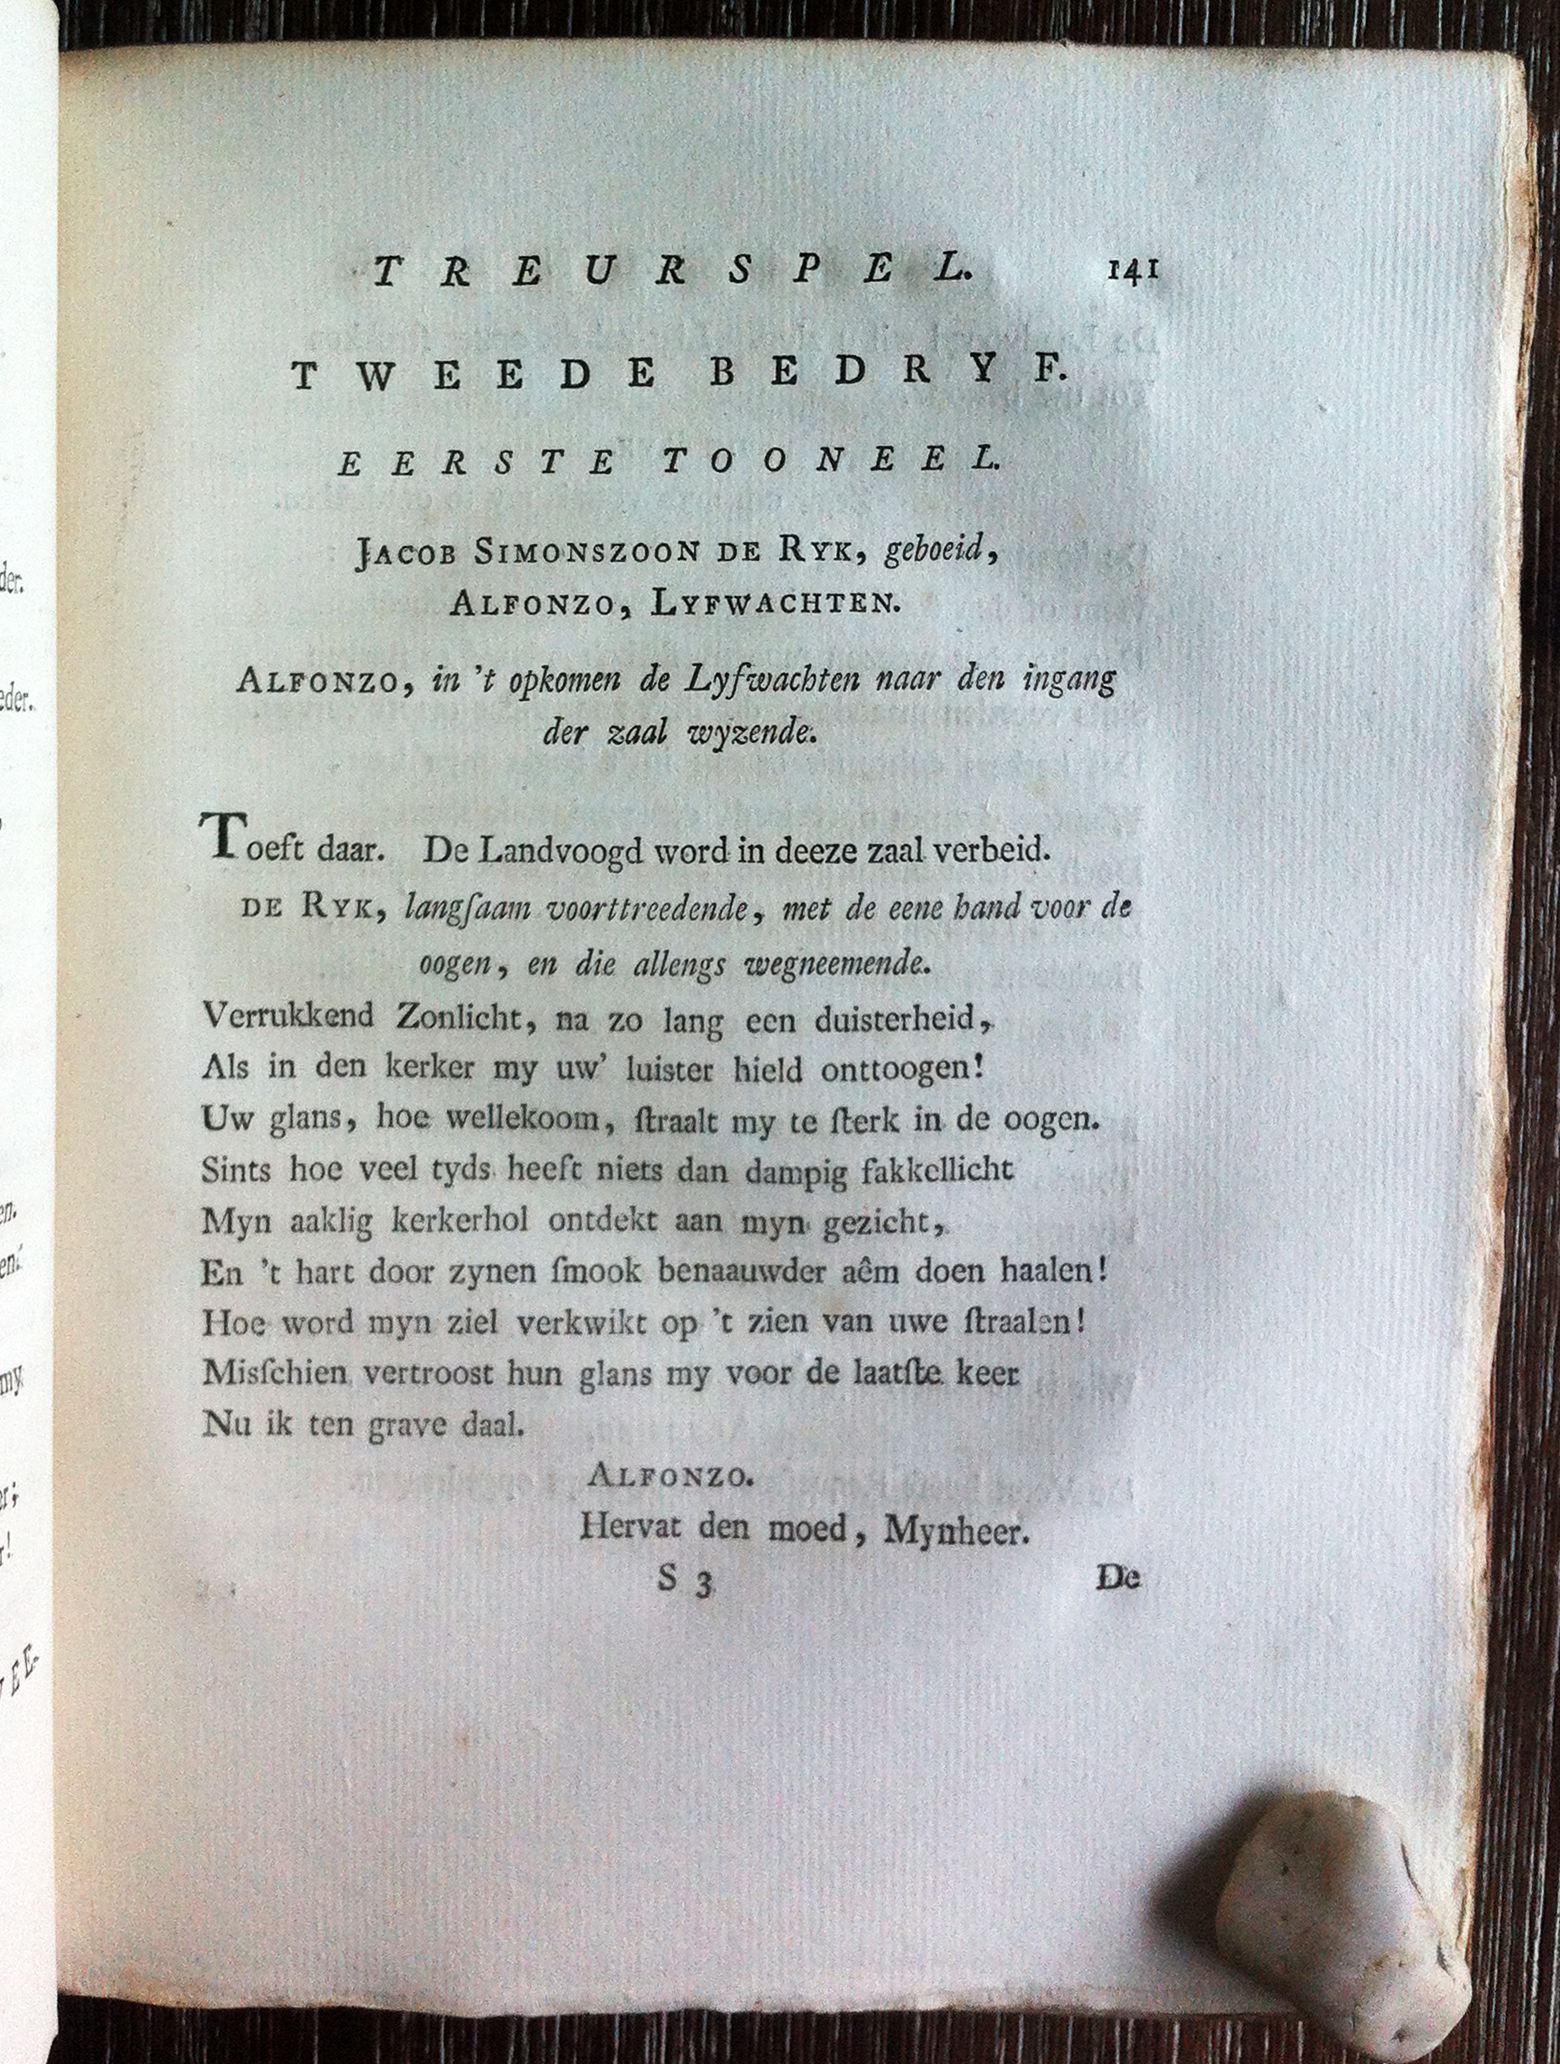 TREURSPEL. 141
TWEEDE BEDRYF.
EERSTE TOONEEL.
JACOB SIMONSZOON DE RYK, geboeid,
ALFONZO, LYFWACHTEN.
ALFONZO, in 't opkomen de Lyfwachten naar den ingang
der zaal wyzende.
Toeft daar. De Landvoogd word in deeze zaal verbeid.
DE RYK, langſaam voorttreedende, met de eene hand voor de
oogen, en die allengs wegneemende.
Verrukkend Zonlicht, na zo lang een duisterheid,
Als in den kerker my uw' luister hield onttoogen!
Uw glans, hoe wellekoom, ſtraalt my te ſterk in de oogen.
Sints hoe veel tyds heeft niets dan dampig fakkellicht
Myn aaklig kerkerhol ontdekt aan myn gezicht,
En 't hart door zynen ſmook benaauwder aêm doen haalen!
Hoe word myn ziel verkwikt op 't zien van uwe ſtraalen!
Misſchien vertroost hun glans my voor de laatſte keer
Nu ik ten grave daal.
ALFONZO.
Hervat den moed, Mynheer.
S 3 De